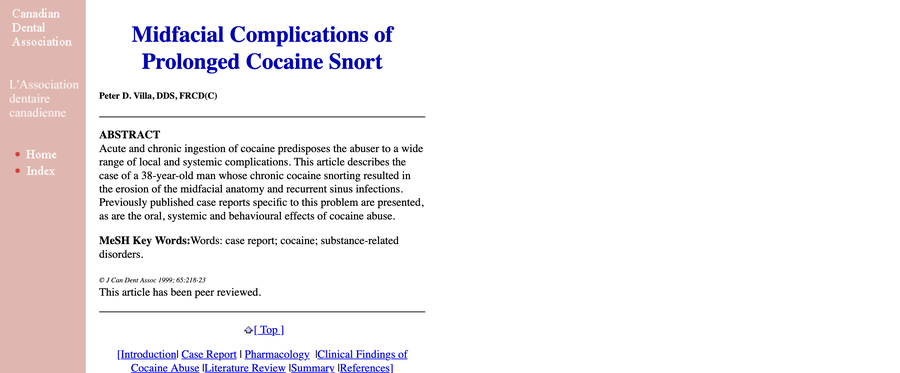 Canadian
Dental
Association
L'Association
dentaire
canadienne
Home
Index
Midfacial Complications of
Prolonged Cocaine Snort
Peter D. Villa, DDS, FRCD(C)
ABSTRACT
Acute and chronic ingestion of cocaine predisposes the abuser to a wide
range of local and systemic complications. This article describes the
case of a 38-year-old man whose chronic cocaine snorting resulted in
the erosion of the midfacial anatomy and recurrent sinus infections.
Previously published case reports specific to this problem are presented,
as are the oral, systemic and behavioural effects of cocaine abuse.
MeSH Key Words:Words: case report; cocaine; substance-related
disorders.
© J Can Dent Assoc 1999; 65:218-23
This article has been peer reviewed.
[ Top ]
[Introduction| Case Report | Pharmacology |Clinical Findings of
Cocaine Abuse |Literature Review |Summary |References]